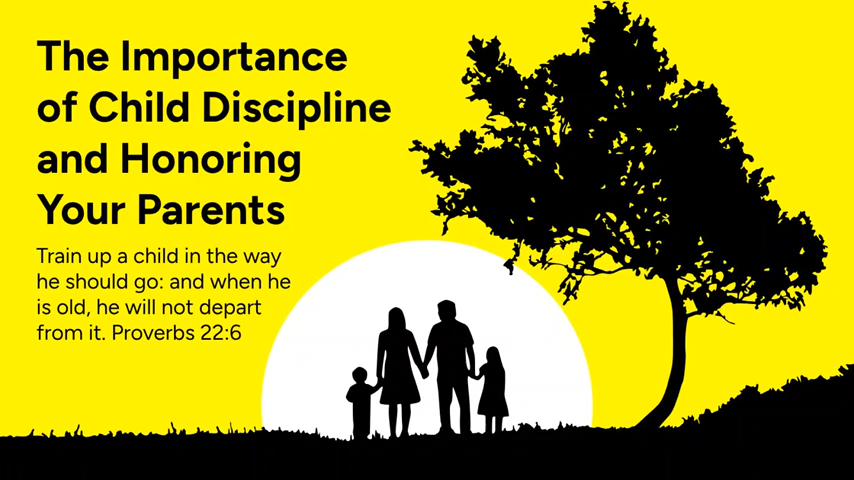 The Importance
of Child Discipline
and Honoring
Your Parents
Train up a child in the way
he should go: and when he
is old, he will not depart
from it. Proverbs 22:6